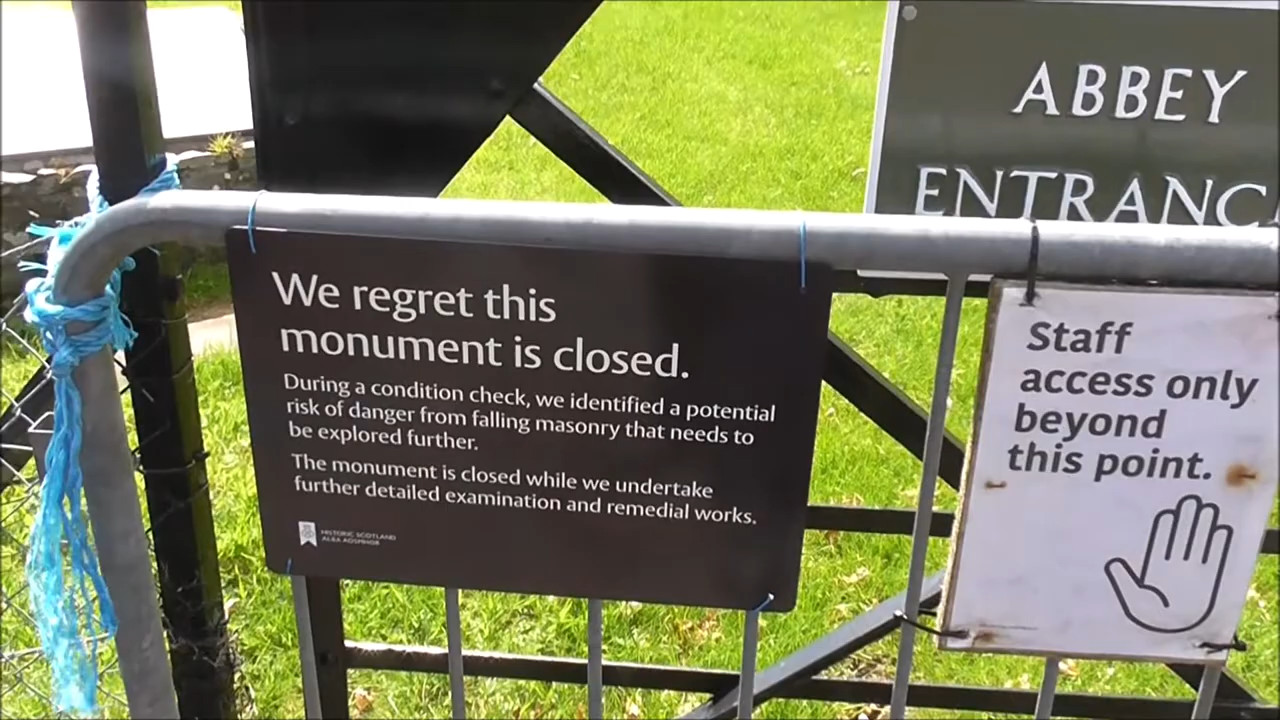 ABBEY
ENTRANC
We regret this
monument is closed.
During a condition check, we identified a potential
risk of danger from falling masonry that needs to
be explored further.
The monument is closed while we undertake
further detailed examination and remedial works.
HISTORIC SCOTLAND
ALBA AOSMHOR
Staff
access only
beyond
this point.